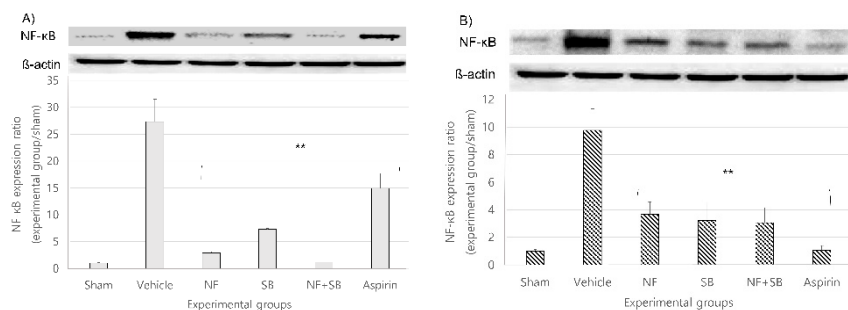 A)
NF-κB
ß-actin
35
30
25
20
15
10
5
0
NF κB expression ratio
(experimental group/sham)
**
Sham Vehicle NF SB NF+SB Aspirin
Experimental groups
B)
NF-κB
ß-actin
12
10
8
6
4
2
0
NF-κB expression ratio
(experimental group/sham)
**
Sham Vehicle NF SB NF+SB Aspirin
Experimental groups